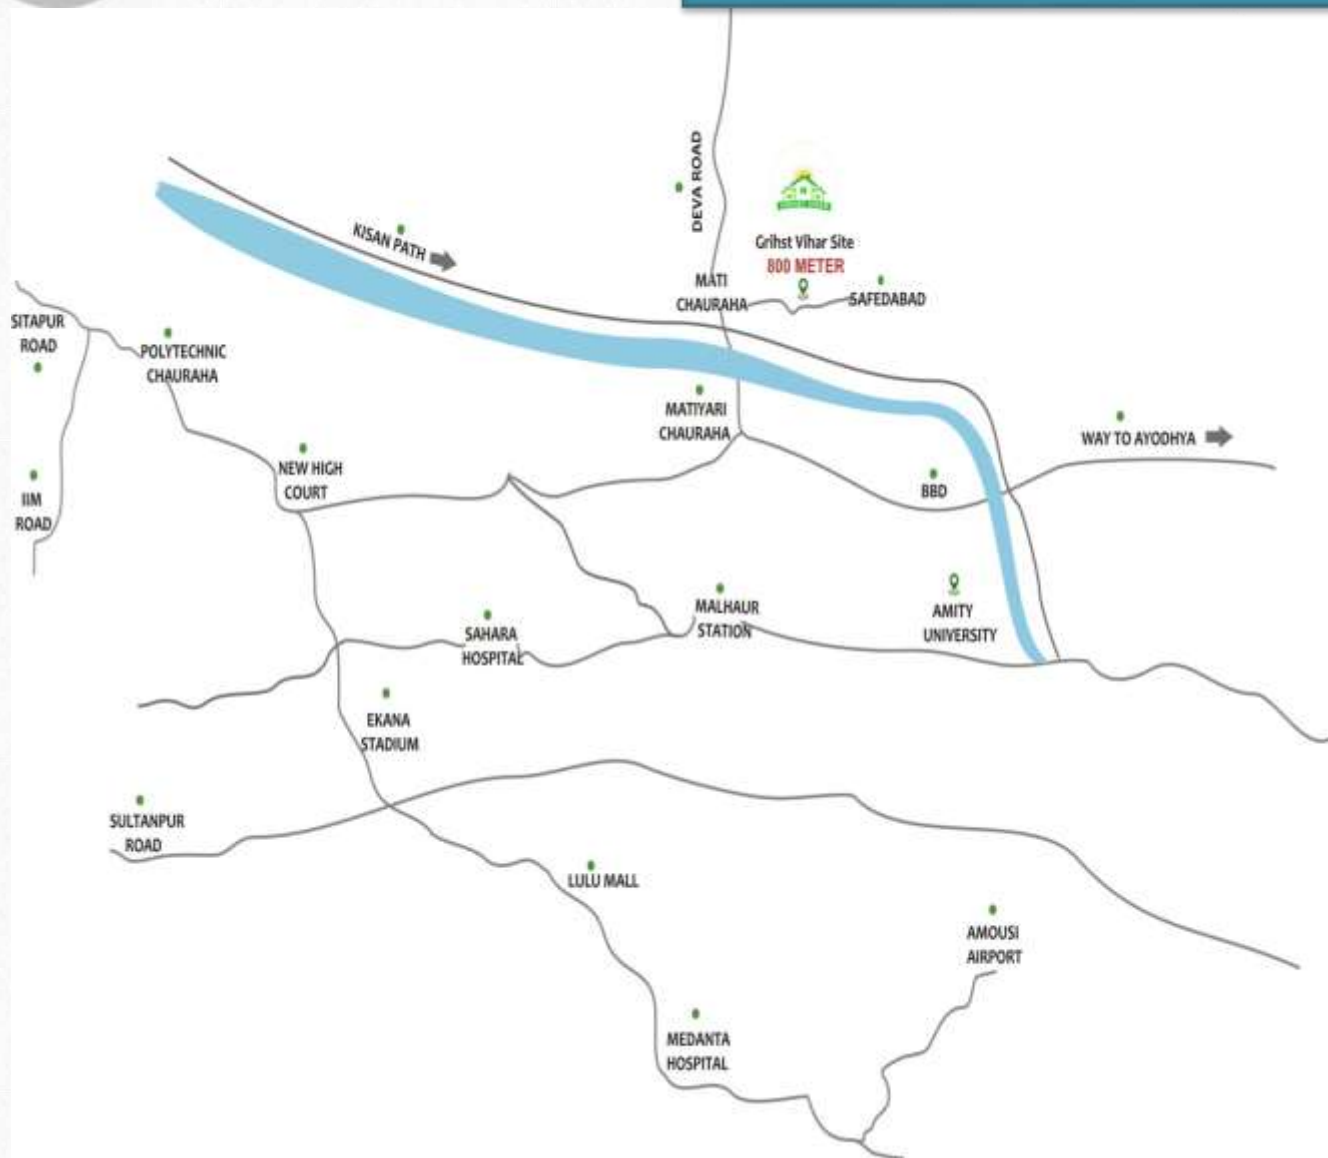 DEVA ROAD
KISAN PATH
Grihst Vihar Site
800 METER
MATI
CHAURAHA
SAFEDABAD
SITAPUR
ROAD
POLYTECHNIC
CHAURAHA
MATIYARI
CHAURAHA
WAY TO AYODHYA
NEW HIGH
COURT
BBD
IIM
ROAD
MALHAUR
STATION
AMITY
UNIVERSITY
SAHARA
HOSPITAL
EKANA
STADIUM
SULTANPUR
ROAD
LULU MALL
AMOUSI
AIRPORT
MEDANTA
HOSPITAL